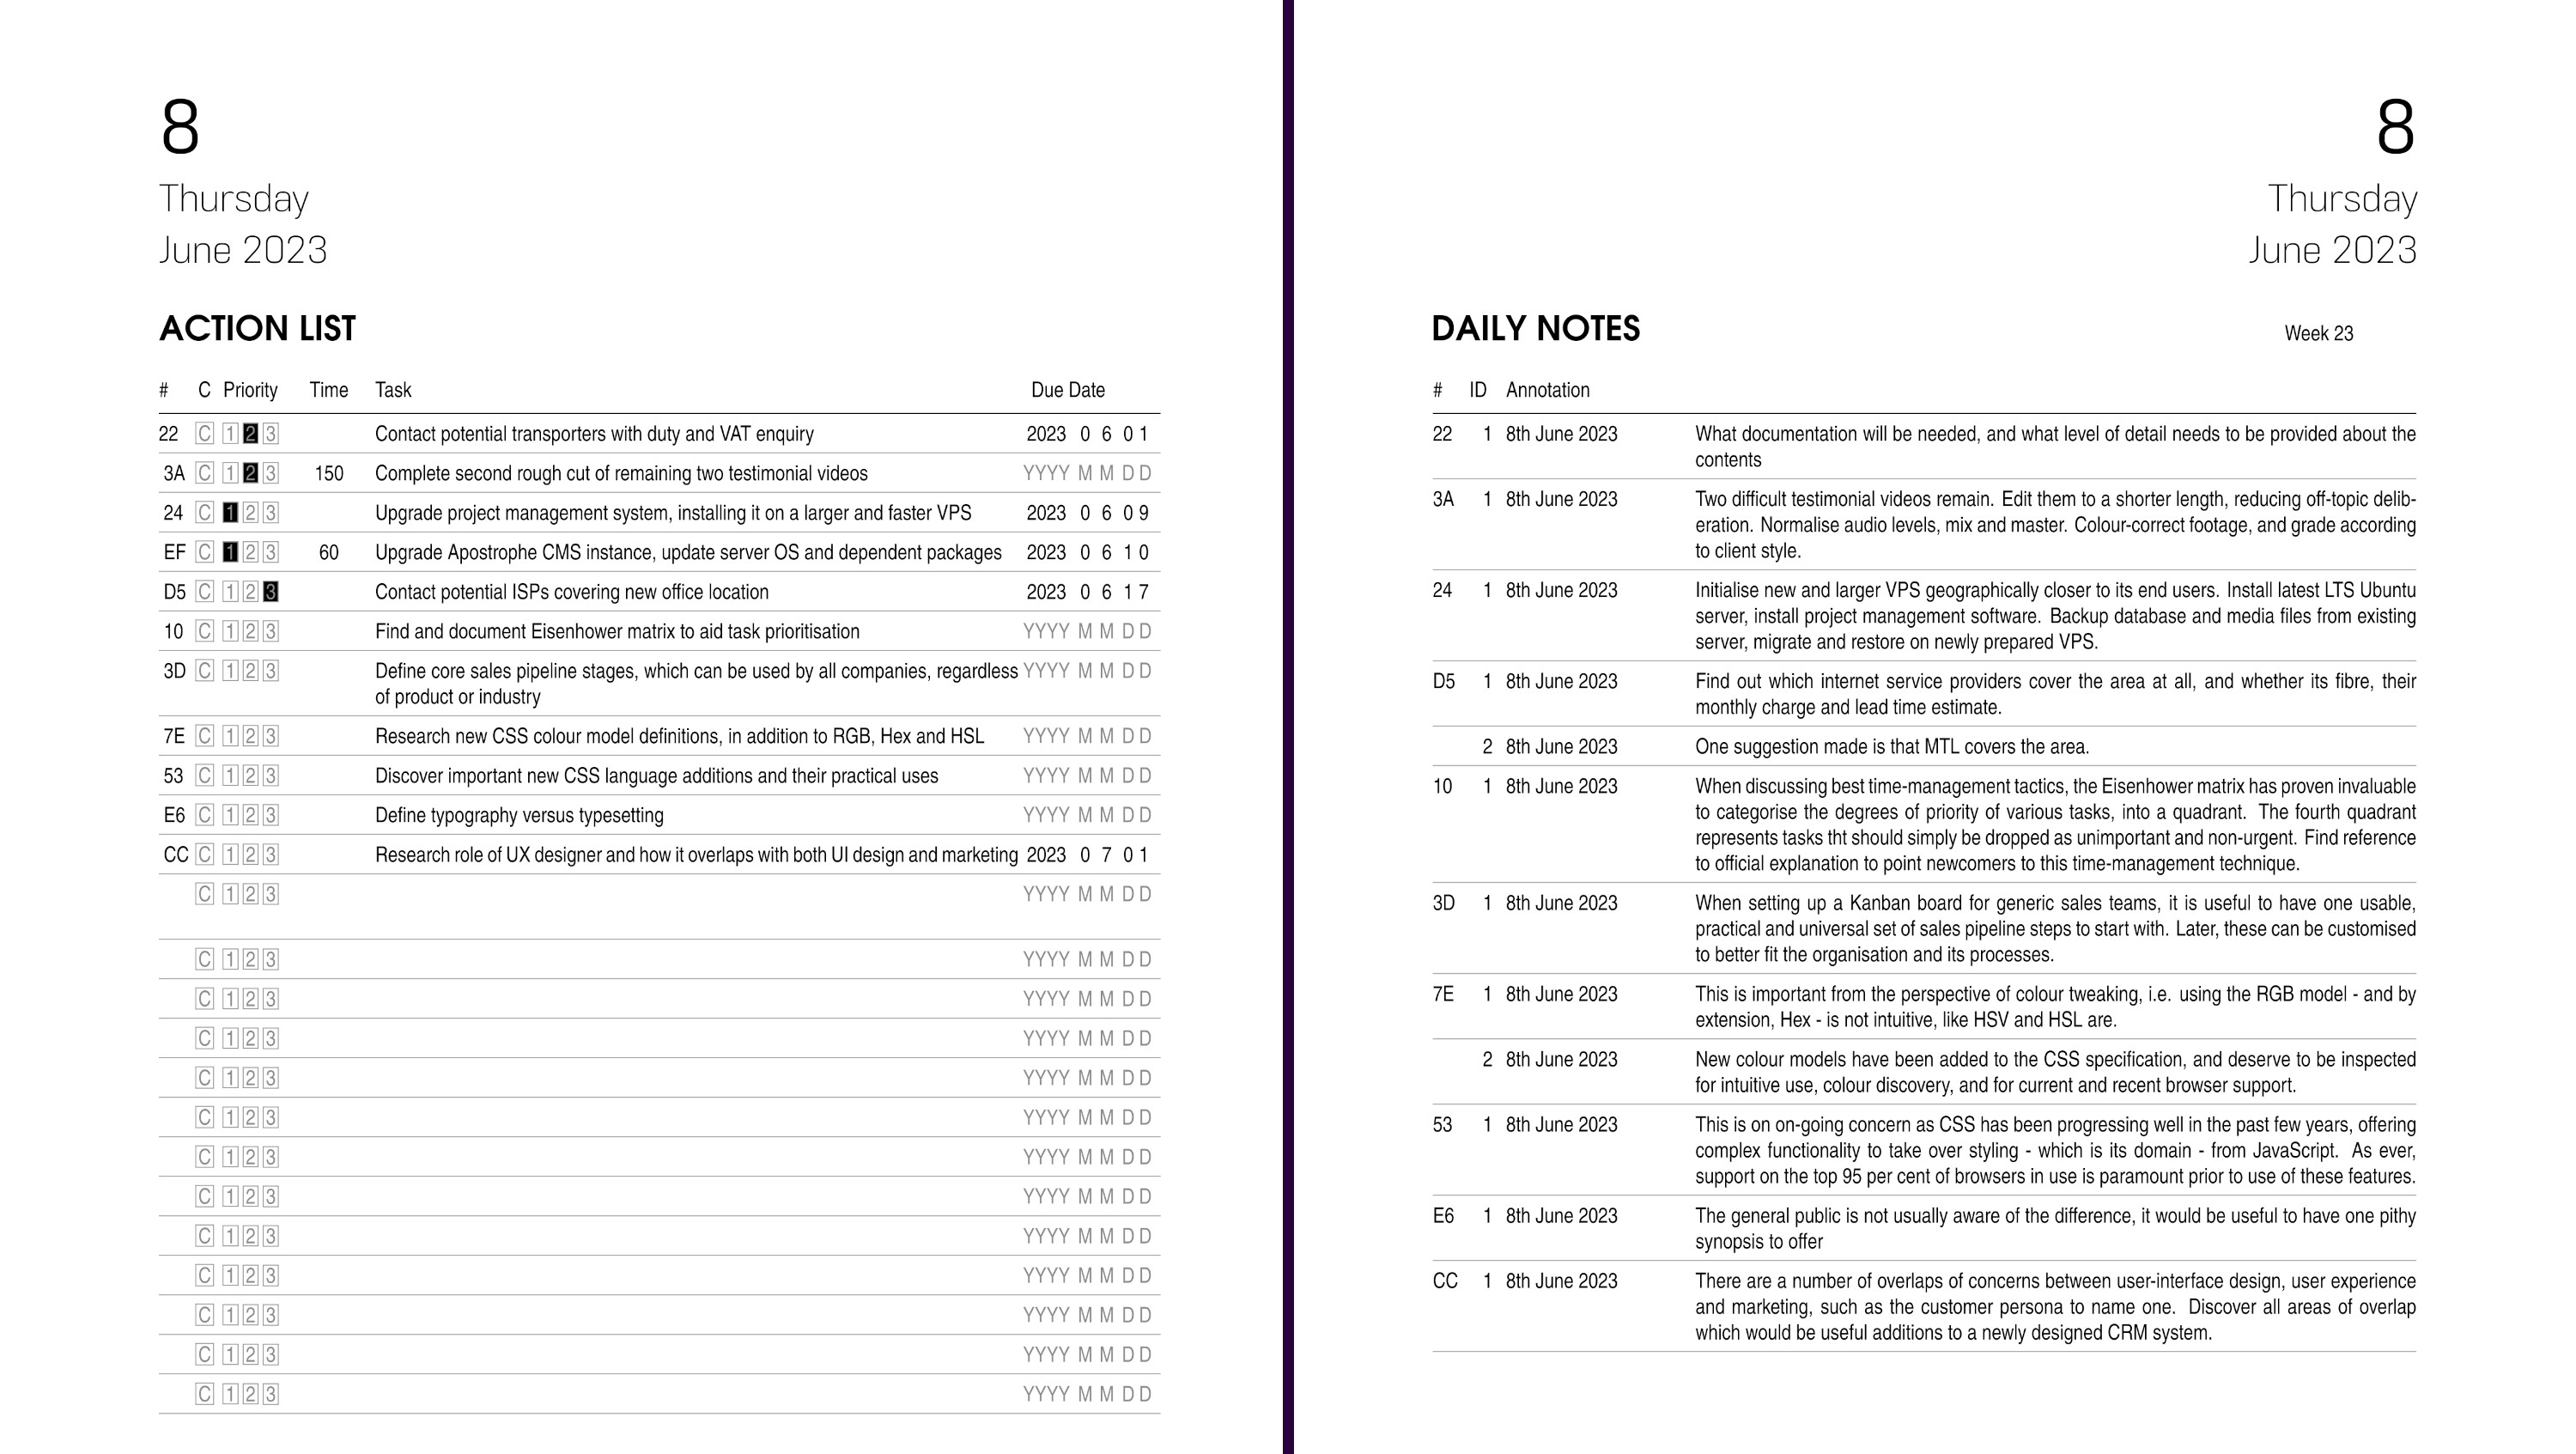 8
Thursday
June 2023
ACTION LIST
# C Priority Time Task Due Date
22 C 1 2 3 Contact potential transporters with duty and VAT enquiry 2023 0 6 0 1
3A C 1 2 3 150 Complete second rough cut of remaining two testimonial videos YYYY M M D D
24 C 1 2 3 Upgrade project management system, installing it on a larger and faster VPS 2023 0 6 0 9
EF C 1 2 3 60 Upgrade Apostrophe CMS instance, update server OS and dependent packages 2023 0 6 1 0
D5 C 1 2 3 Contact potential ISPs covering new office location 2023 0 6 1 7
10 C 1 2 3 Find and document Eisenhower matrix to aid task prioritisation YYYY M M D D
3D C 1 2 3 Define core sales pipeline stages, which can be used by all companies, regardless YYYY M M D D
of product or industry
7E C 1 2 3 Research new CSS colour model definitions, in addition to RGB, Hex and HSL YYYY M M D D
53 C 1 2 3 Discover important new CSS language additions and their practical uses YYYY M M D D
E6 C 1 2 3 Define typography versus typesetting YYYY M M D D
CC C 1 2 3 Research role of UX designer and how it overlaps with both UI design and marketing 2023 0 7 0 1
C 1 2 3 YYYY M M D D
C 1 2 3 YYYY M M D D
C 1 2 3 YYYY M M D D
C 1 2 3 YYYY M M D D
C 1 2 3 YYYY M M D D
C 1 2 3 YYYY M M D D
C 1 2 3 YYYY M M D D
C 1 2 3 YYYY M M D D
C 1 2 3 YYYY M M D D
C 1 2 3 YYYY M M D D
C 1 2 3 YYYY M M D D
C 1 2 3 YYYY M M D D
C 1 2 3 YYYY M M D D
8
Thursday
June 2023
DAILY NOTES Week 23
# ID Annotation
22 1 8th June 2023 What documentation will be needed, and what level of detail needs to be provided about the
contents
3A 1 8th June 2023 Two difficult testimonial videos remain. Edit them to a shorter length, reducing off-topic delib-
eration. Normalise audio levels, mix and master. Colour-correct footage, and grade according
to client style.
24 1 8th June 2023 Initialise new and larger VPS geographically closer to its end users. Install latest LTS Ubuntu
server, install project management software. Backup database and media files from existing
server, migrate and restore on newly prepared VPS.
D5 1 8th June 2023 Find out which internet service providers cover the area at all, and whether its fibre, their
monthly charge and lead time estimate.
2 8th June 2023 One suggestion made is that MTL covers the area.
10 1 8th June 2023 When discussing best time-management tactics, the Eisenhower matrix has proven invaluable
to categorise the degrees of priority of various tasks, into a quadrant. The fourth quadrant
represents tasks tht should simply be dropped as unimportant and non-urgent. Find reference
to official explanation to point newcomers to this time-management technique.
3D 1 8th June 2023 When setting up a Kanban board for generic sales teams, it is useful to have one usable,
practical and universal set of sales pipeline steps to start with. Later, these can be customised
to better fit the organisation and its processes.
7E 1 8th June 2023 This is important from the perspective of colour tweaking, i.e. using the RGB model - and by
extension, Hex - is not intuitive, like HSV and HSL are.
2 8th June 2023 New colour models have been added to the CSS specification, and deserve to be inspected
for intuitive use, colour discovery, and for current and recent browser support.
53 1 8th June 2023 This is on on-going concern as CSS has been progressing well in the past few years, offering
complex functionality to take over styling - which is its domain - from JavaScript. As ever,
support on the top 95 per cent of browsers in use is paramount prior to use of these features.
E6 1 8th June 2023 The general public is not usually aware of the difference, it would be useful to have one pithy
synopsis to offer
CC 1 8th June 2023 There are a number of overlaps of concerns between user-interface design, user experience
and marketing, such as the customer persona to name one. Discover all areas of overlap
which would be useful additions to a newly designed CRM system.